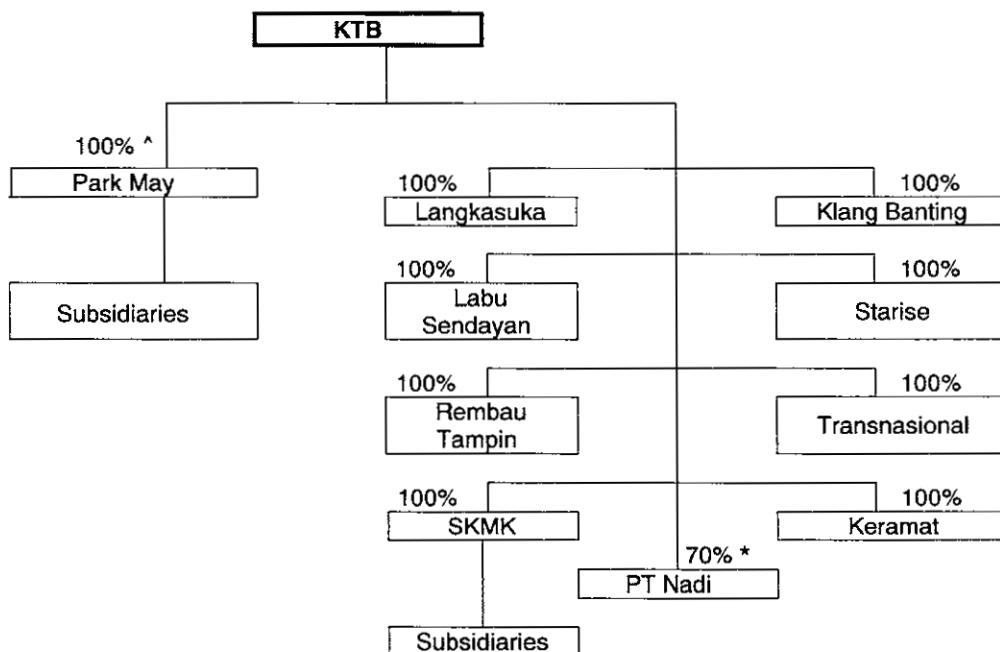 KTB
100% ^
Park May
Subsidiaries
100%
Langkasuka
100%
Klang Banting
100%
Labu
Sendayan
100%
Starise
100%
Rembau
Tampin
100%
Transnasional
100%
SKMK
100%
Keramat
70% *
PT Nadi
Subsidiaries